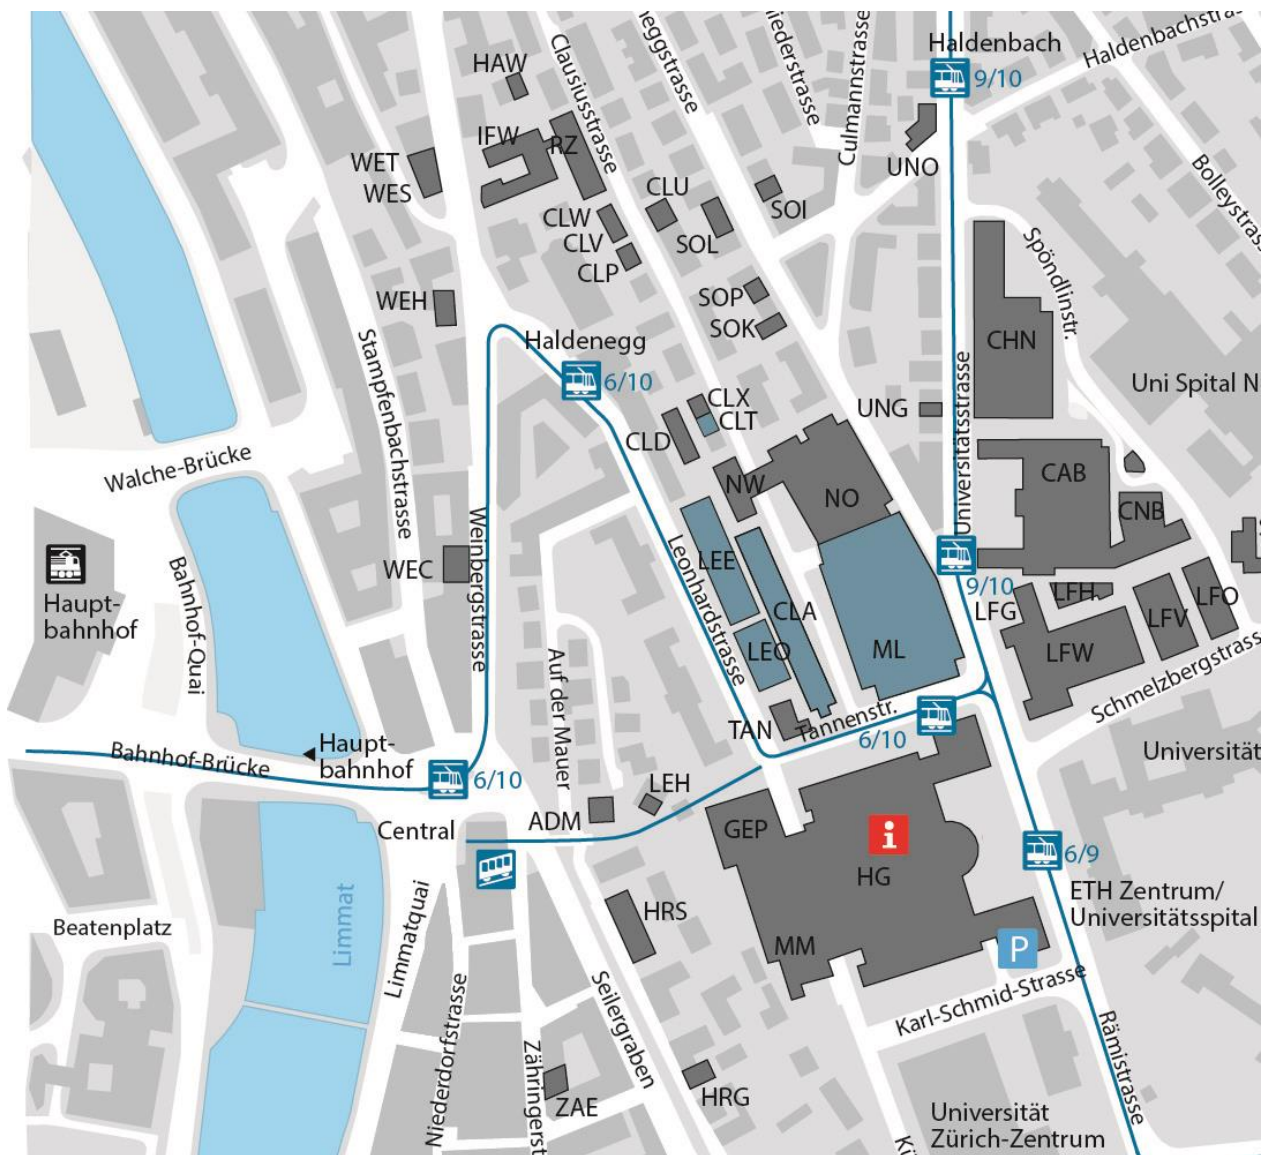 Haldenbach
9/10
Haldenbachstras
HAW
Clausiusstrasse
neggstrasse
niederstrasse
Culmannstrasse
IFW
RZ
WET
WES
UNO
Bolleystrass
CLU
SOI
CLW
SOL
CLV
CLP
Spöndlinstr.
WEH
SOP
SOK
Haldenegg
6/10
CHN
Stampfenbachstrasse
Universitätsstrasse
Uni Spital N
CLX
CLT
UNG
CLD
Walche-Brücke
NW
NO
CAB
CNB
Weinbergstrasse
Leonhardstrasse
LEE
WEC
Haupt-
bahnhof
Bahnhof-Quai
9/10
LFG
LFH
LFV
LFO
CLA
LEO
ML
LFW
Schmelzbergstrass
Auf der Mauer
TAN
Tannenstr.
6/10
Bahnhof-Brücke
Haupt-
bahnhof
6/10
Universität
LEH
ADM
Central
GEP
HG
6/9
ETH Zentrum/
Universitätsspital
Beatenplatz
Limmat
Limmatquai
HRS
MM
P
Niederdorfstrasse
Seilergraben
Karl-Schmid-Strasse
Rämistrasse
Zähringerst
ZAE
HRG
Universität
Zürich-Zentrum